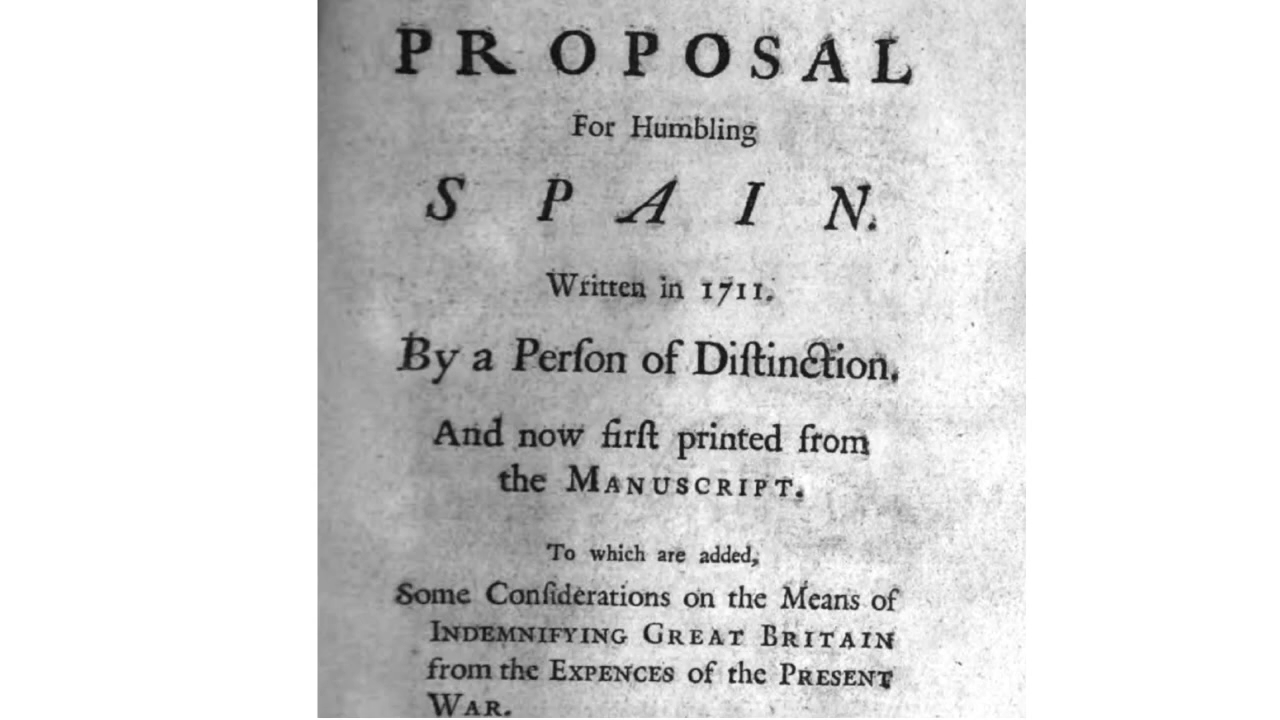 PROPOSAL
For Humbling
SPAIN.
Written in 1711.
By a Perſon of Diſtinction.
And now firſt printed from
the MANUSCRIPT.
To which are added,
Some Conſiderations on the Means of
INDEMNIFYING GREAT BRITAIN
from the EXPENCES of the PRESENT
WAR.